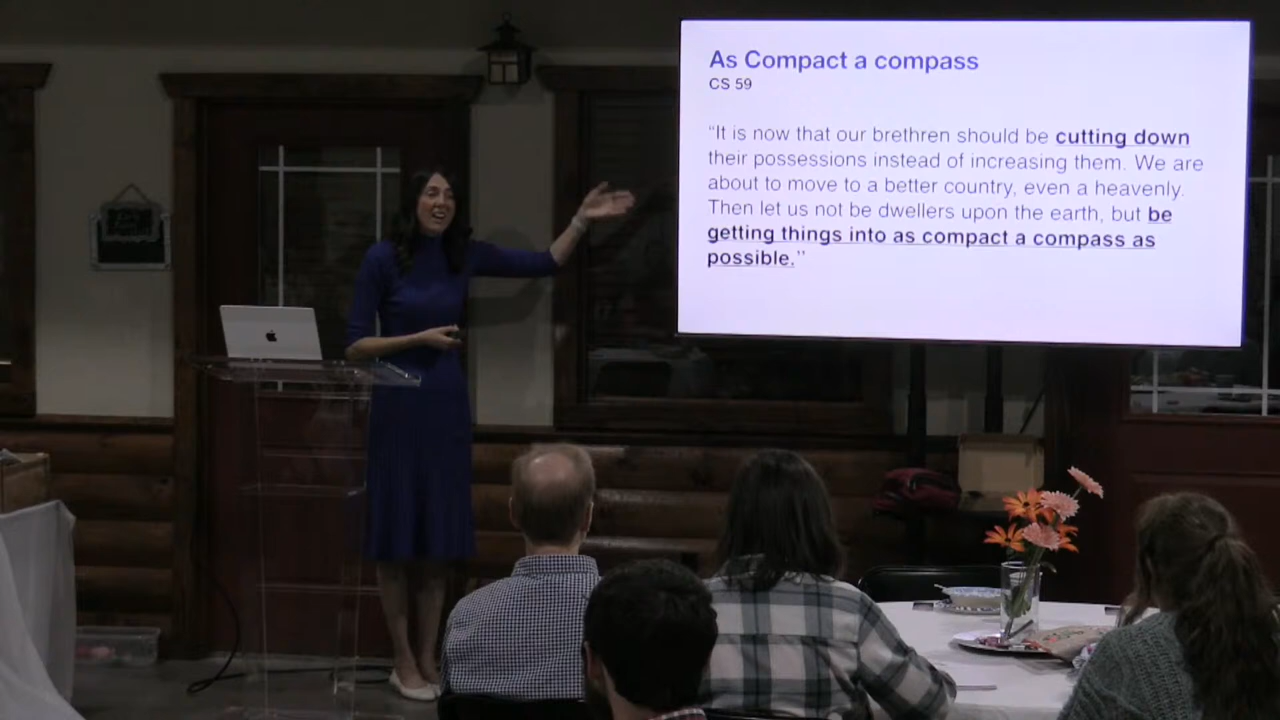 As Compact a compass
CS 59
“It is now that our brethren should be cutting down
their possessions instead of increasing them. We are
about to move to a better country, even a heavenly.
Then let us not be dwellers upon the earth, but be
getting things into as compact a compass as
possible.”